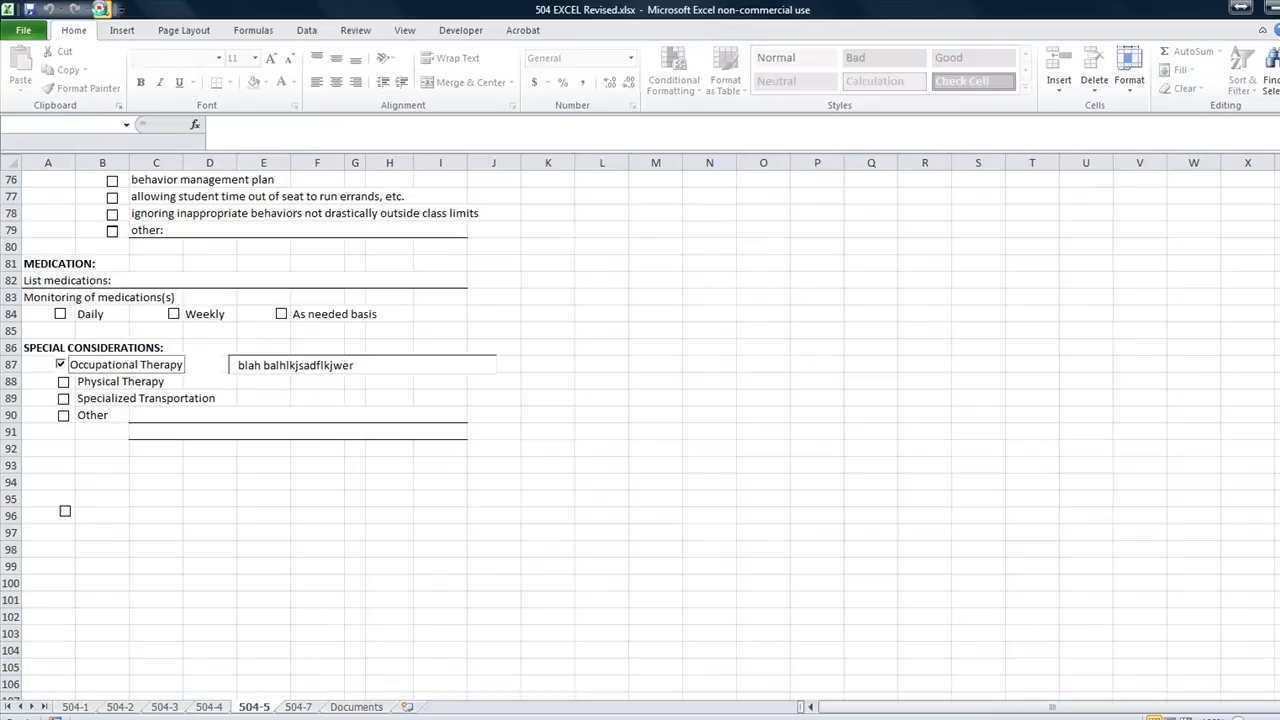 504 EXCEL Revised.xlsx - Microsoft Excel non-commercial use
File Home Insert Page Layout Formulas Data Review View Developer Acrobat
Cut
Copy
Format Painter
Paste
Clipboard
11
B I U A
Font
Wrap Text
Merge & Center
Alignment
General
$ % ,
Number
Conditional Formatting
Format as Table
Normal Bad Good
Neutral Calculation Check Cell
Styles
Insert Delete Format
Cells
Σ AutoSum
Fill
Clear
Sort & Filter
Editing
fx
A B C D E F G H I J K L M N O P Q R S T U V W X
76 behavior management plan
77 allowing student time out of seat to run errands, etc.
78 ignoring inappropriate behaviors not drastically outside class limits
79 other:
80
81 MEDICATION:
82 List medications:
83 Monitoring of medications(s)
84 Daily Weekly As needed basis
85
86 SPECIAL CONSIDERATIONS:
87 Occupational Therapy blah balhlkjsadflkjwer
88 Physical Therapy
89 Specialized Transportation
90 Other
91
92
93
94
95
96
97
98
99
100
101
102
103
104
105
106
504-1 504-2 504-3 504-4 504-5 504-7 Documents